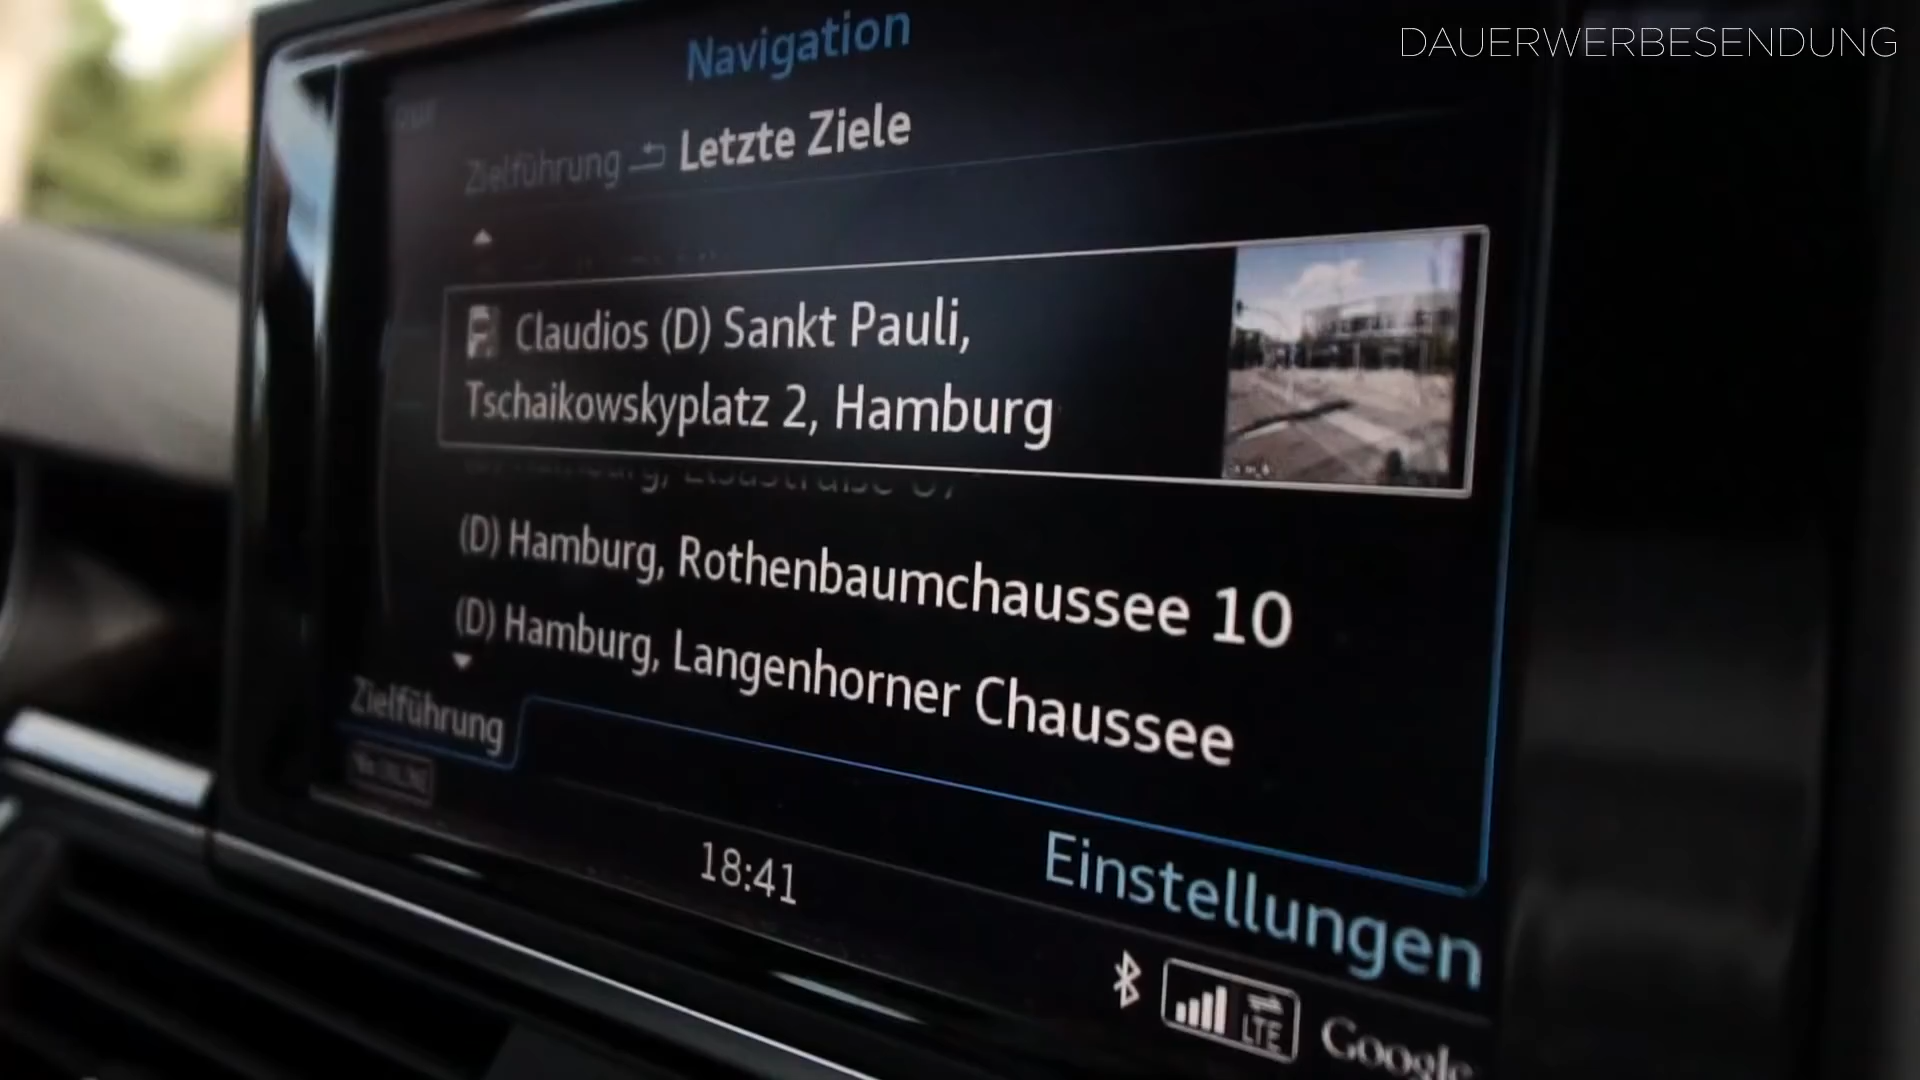 DAUERWERBESENDUNG
Navigation
Zielführung Letzte Ziele
Claudios (D) Sankt Pauli,
Tschaikowskyplatz 2, Hamburg
(D) Hamburg, Rothenbaumchaussee 10
(D) Hamburg, Langenhorner Chaussee
Zielführung
18:41
Einstellungen
LTE
Google